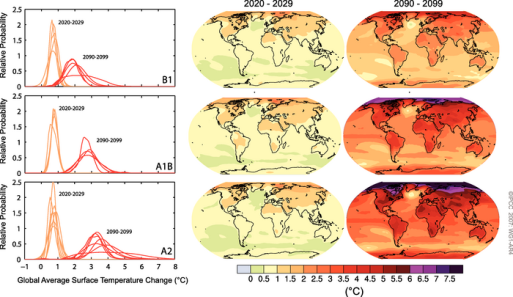 2020 - 2029
2090 - 2099
Relative Probability
2.5
2
1.5
1
0.5
0
2020-2029
2090-2099
B1
Relative Probability
2.5
2
1.5
1
0.5
0
2020-2029
2090-2099
A1B
Relative Probability
2.5
2
1.5
1
0.5
0
2020-2029
2090-2099
A2
−1 0 1 2 3 4 5 6 7 8
Global Average Surface Temperature Change (°C)
0 0.5 1 1.5 2 2.5 3 3.5 4 4.5 5 5.5 6 6.5 7 7.5
(°C)
©IPCC 2007: WG1-AR4